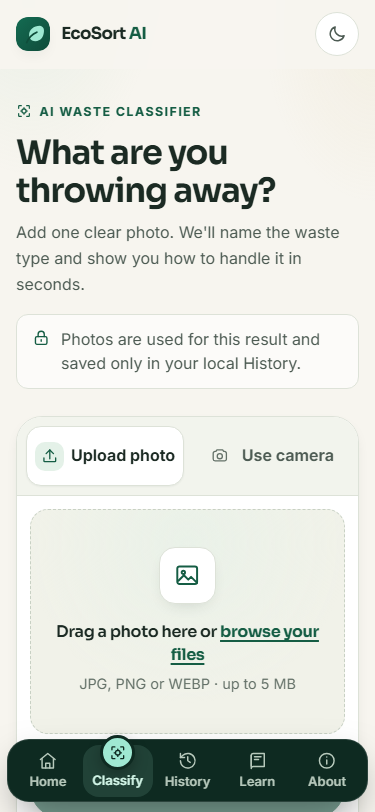 EcoSort AI
AI WASTE CLASSIFIER
What are you
throwing away?
Add one clear photo. We'll name the waste
type and show you how to handle it in
seconds.
Photos are used for this result and
saved only in your local History.
Upload photo
Use camera
Drag a photo here or browse your
files
JPG, PNG or WEBP · up to 5 MB
Home
Classify
History
Learn
About